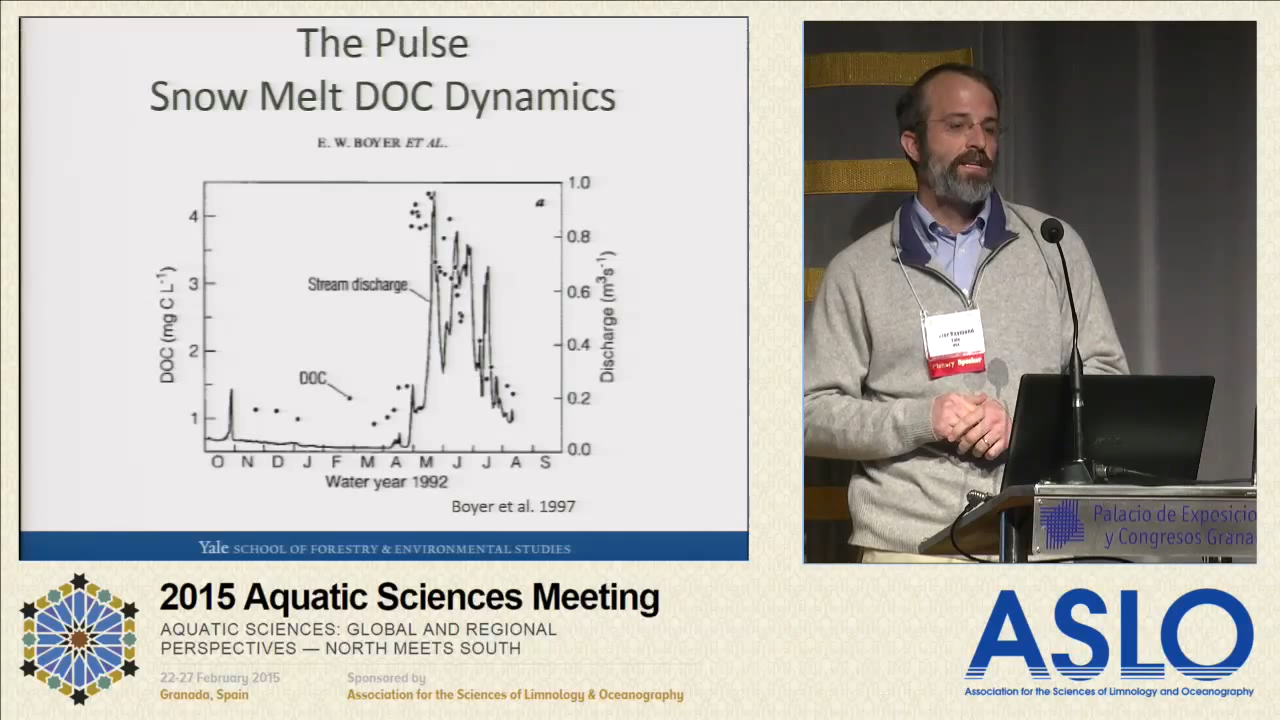 The Pulse
Snow Melt DOC Dynamics
E. W. BOYER ET AL.
a
DOC (mg C L⁻¹)
4
3
2
1
Stream discharge
DOC
1.0
0.8
0.6
0.4
0.2
0.0
Discharge (m³s⁻¹)
O N D J F M A M J J A S
Water year 1992
Boyer et al. 1997
Yale SCHOOL OF FORESTRY & ENVIRONMENTAL STUDIES
Raymond
Yale
Plenary Speaker
Palacio de Exposicio
y Congresos Grana
2015 Aquatic Sciences Meeting
AQUATIC SCIENCES: GLOBAL AND REGIONAL
PERSPECTIVES — NORTH MEETS SOUTH
22-27 February 2015
Granada, Spain
Sponsored by
Association for the Sciences of Limnology & Oceanography
ASLO
Association for the Sciences of Limnology and Oceanography